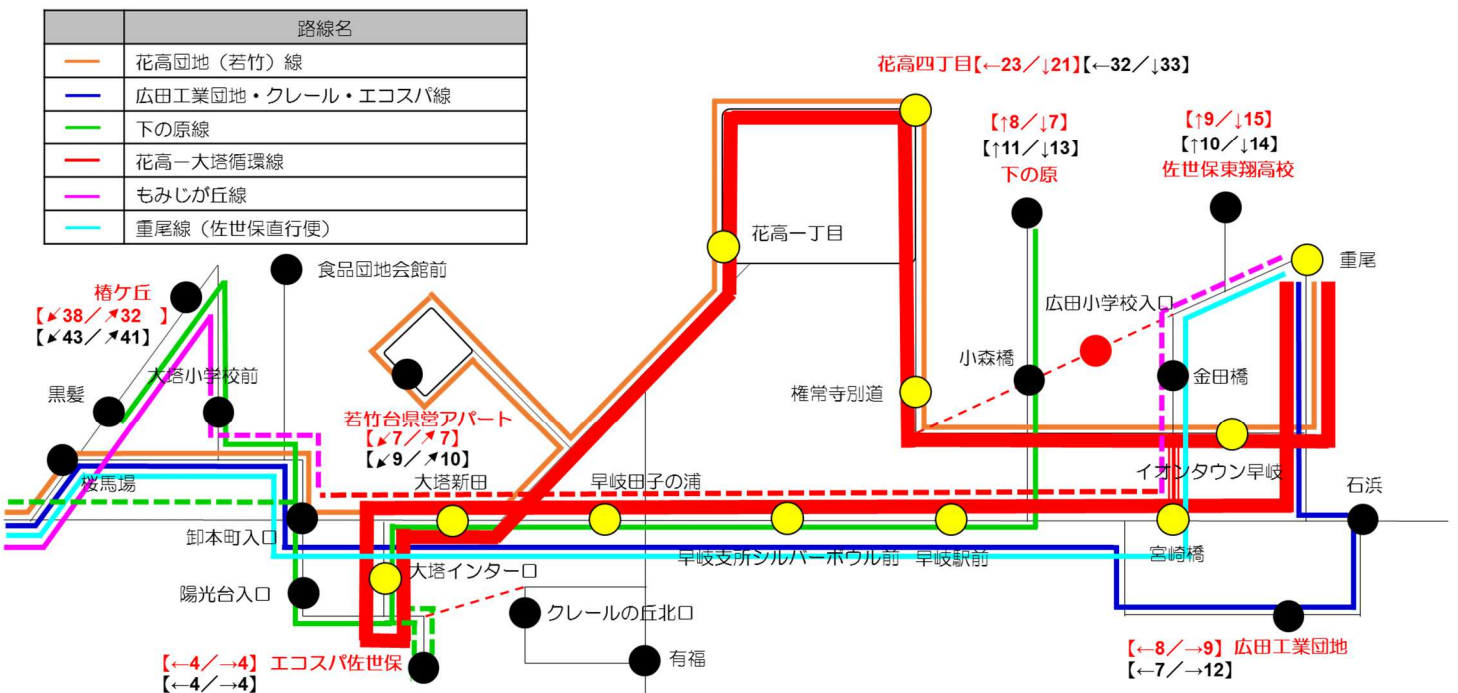 路線名
花高団地（若竹）線
広田工業団地・クレール・エコスパ線
下の原線
花高ー大塔循環線
もみじが丘線
重尾線（佐世保直行便）
花高四丁目【←23／↓21】【←32／↓33】
【↑8／↓7】
【↑11／↓13】
下の原
【↑9／↓15】
【↑10／↓14】
佐世保東翔高校
花高一丁目
重尾
食品団地会館前
椿ケ丘
【↙38／↗32　】
【↙43／↗41】
広田小学校入口
小森橋
大塔小学校前
黒髪
金田橋
権常寺別道
若竹台県営アパート
【↙7／↗7】
【↙9／↗10】
イオンタウン早岐
桜馬場
大塔新田
早岐田子の浦
石浜
卸本町入口
早岐支所シルバーボウル前
早岐駅前
宮崎橋
大塔インター口
陽光台入口
クレールの丘北口
【←4／→4】 エコスパ佐世保
【←4／→4】
有福
【←8／→9】 広田工業団地
【←7／→12】